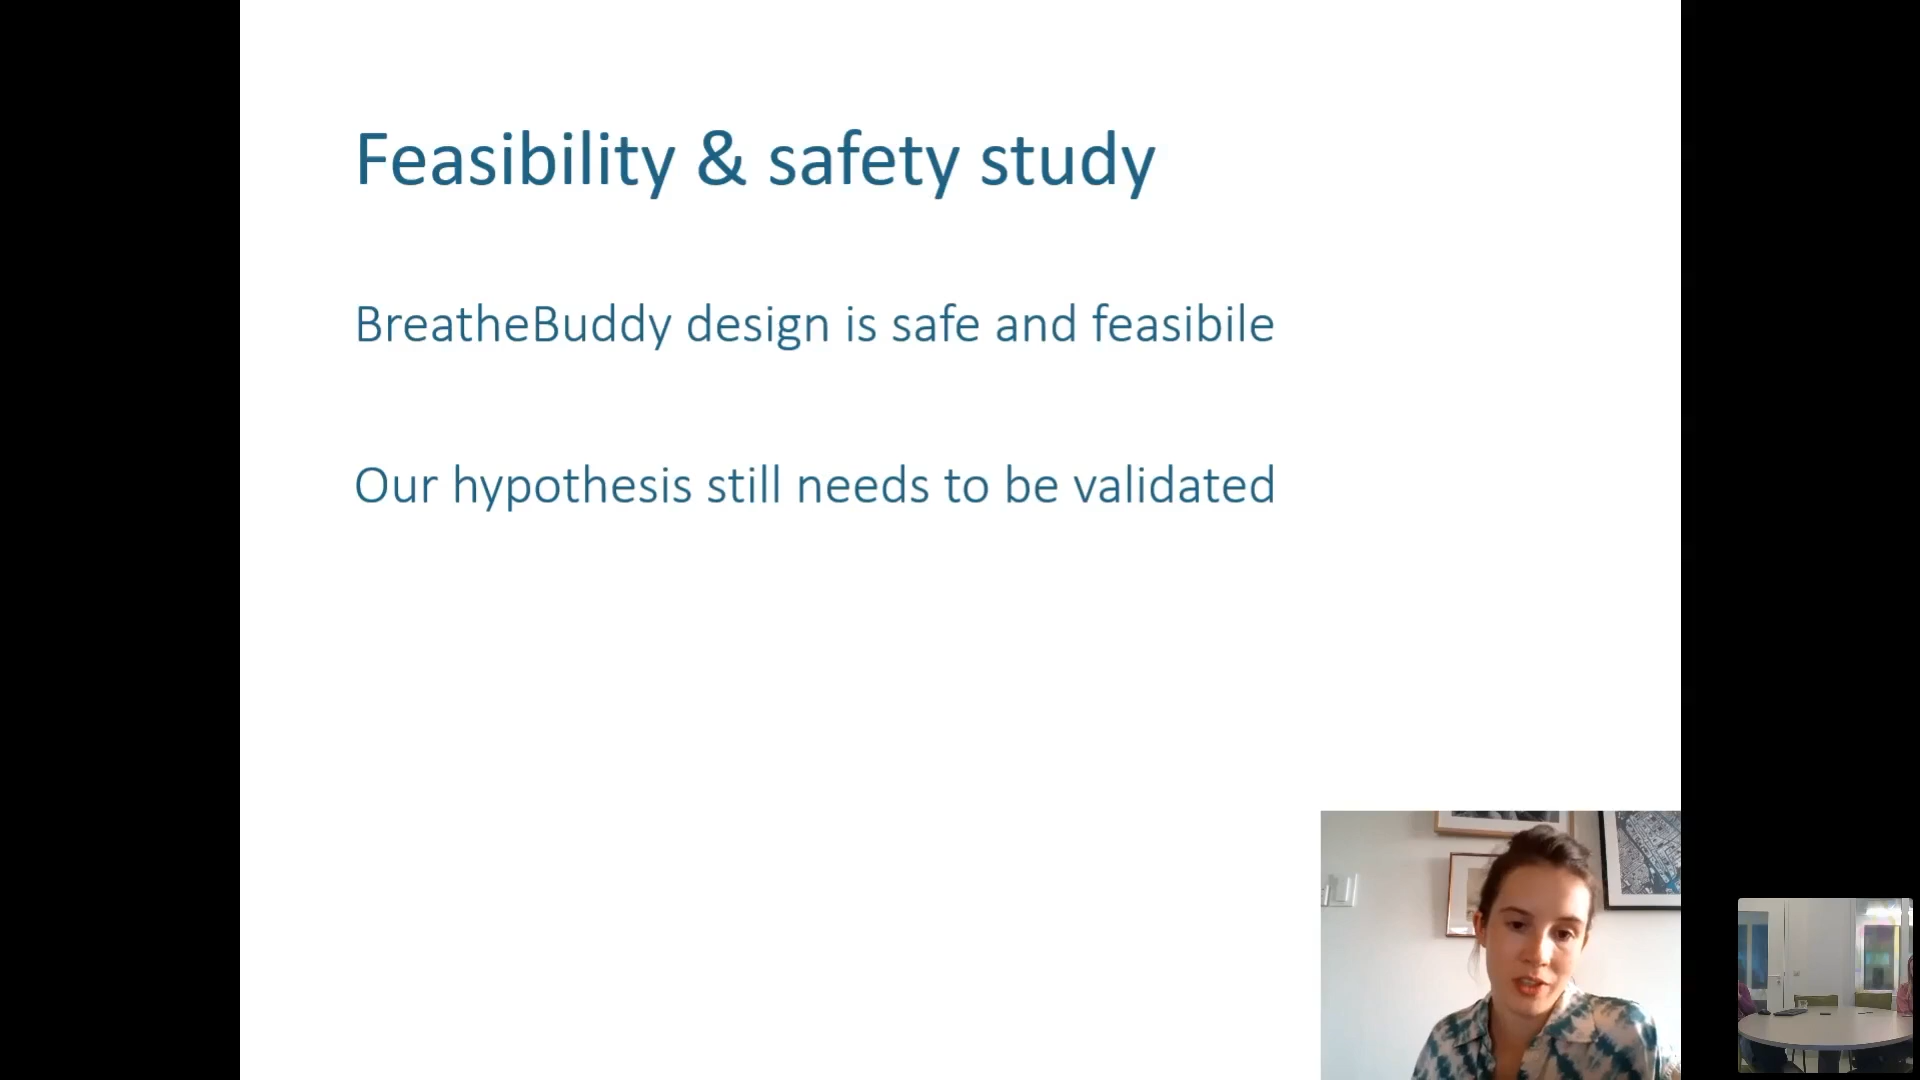 Feasibility & safety study
BreatheBuddy design is safe and feasibile
Our hypothesis still needs to be validated